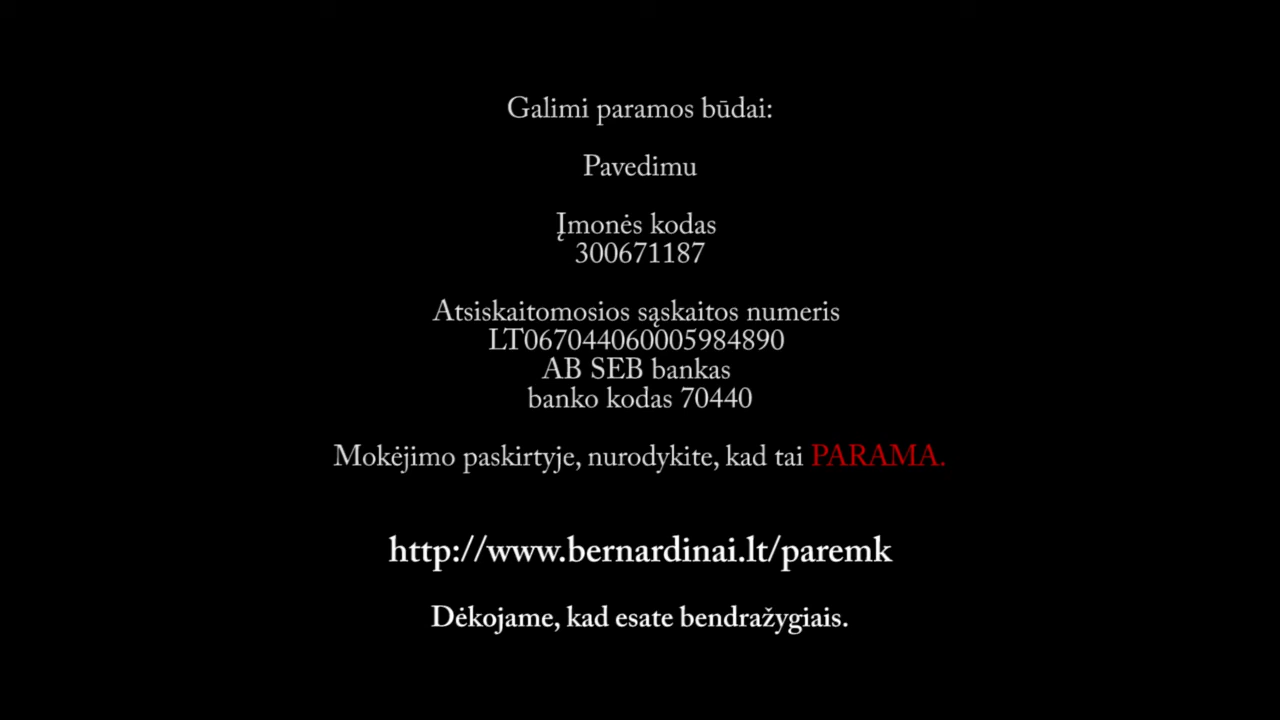 Galimi paramos būdai:
Pavedimu
Įmonės kodas
300671187
Atsiskaitomosios sąskaitos numeris
LT067044060005984890
AB SEB bankas
banko kodas 70440
Mokėjimo paskirtyje, nurodykite, kad tai PARAMA.
http://www.bernardinai.lt/paremk
Dėkojame, kad esate bendražygiais.